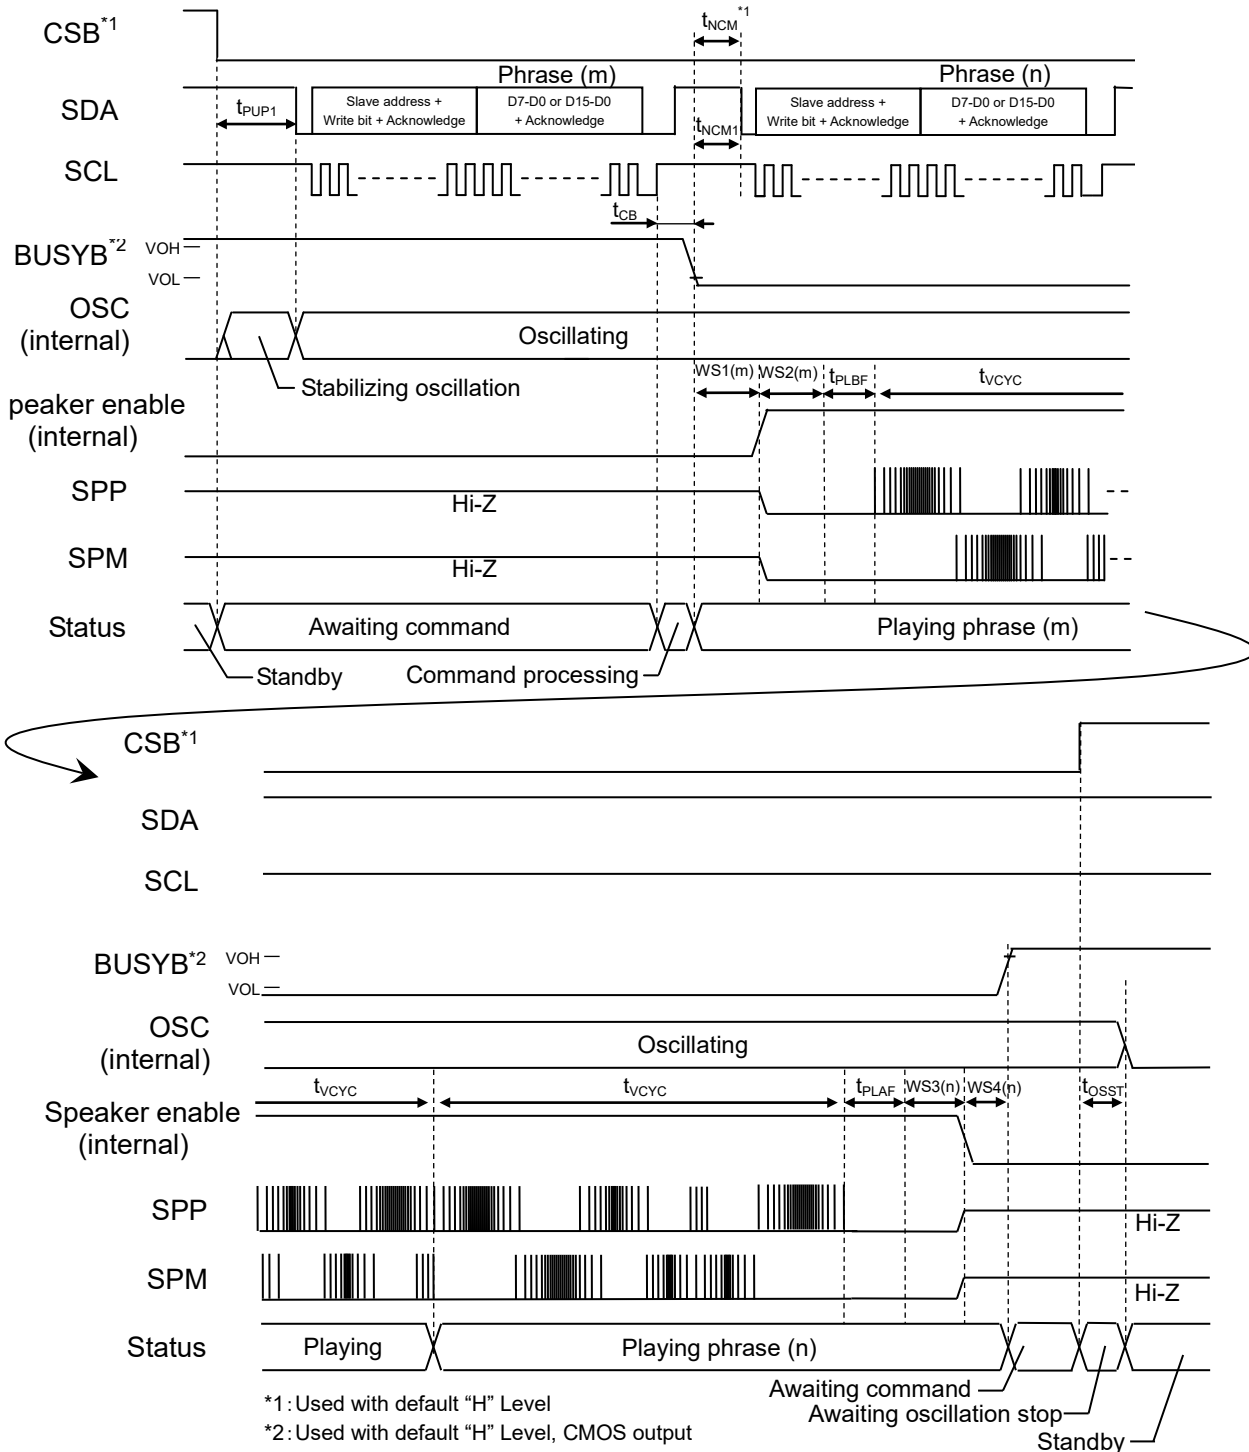 CSB*1
tNCM*1
Phrase (m)
Phrase (n)
SDA
tPUP1
Slave address +
Write bit + Acknowledge
D7-D0 or D15-D0
+ Acknowledge
tNCM1
Slave address +
Write bit + Acknowledge
D7-D0 or D15-D0
+ Acknowledge
SCL
tCB
BUSYB*2
VOH
VOL
OSC
(internal)
Oscillating
Stabilizing oscillation
WS1(m)
WS2(m)
tPLBF
tVCYC
peaker enable
(internal)
SPP
Hi-Z
SPM
Hi-Z
Status
Awaiting command
Playing phrase (m)
Standby
Command processing
CSB*1
SDA
SCL
BUSYB*2
VOH
VOL
OSC
(internal)
Oscillating
tVCYC
tVCYC
tPLAF
WS3(n)
WS4(n)
tOSST
Speaker enable
(internal)
SPP
Hi-Z
SPM
Hi-Z
Status
Playing
Playing phrase (n)
Awaiting command
Awaiting oscillation stop
Standby
*1: Used with default “H” Level
*2: Used with default “H” Level, CMOS output